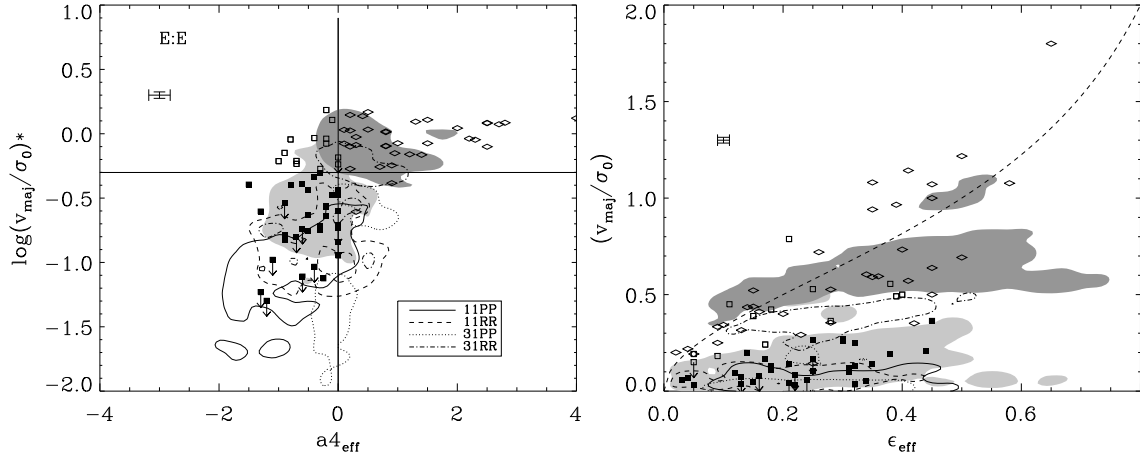 1.0
0.5
0.0
-0.5
-1.0
-1.5
-2.0
log(v_maj/σ_0)*
E:E
11PP
11RR
31PP
31RR
-4 -2 0 2 4
a4_eff
2.0
1.5
1.0
0.5
0.0
(v_maj/σ_0)
0.0 0.2 0.4 0.6
ϵ_eff